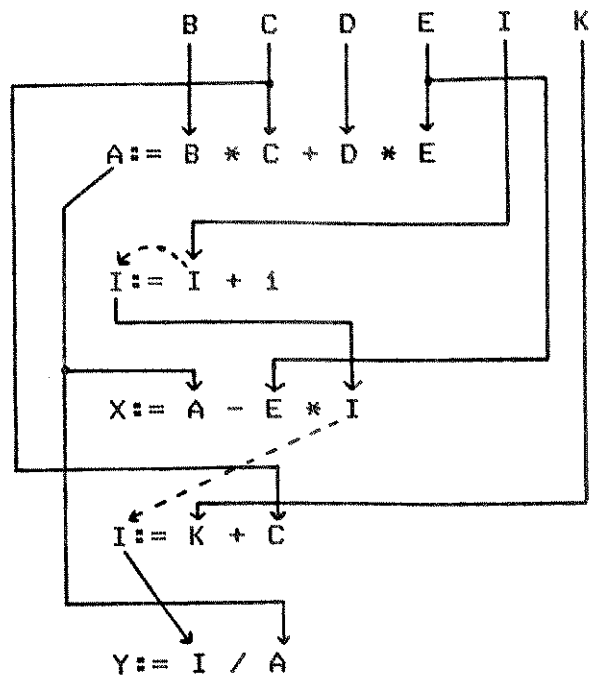 B C D E I K
A:= B * C + D * E
I:= I + 1
X:= A - E * I
I:= K + C
Y:= I / A